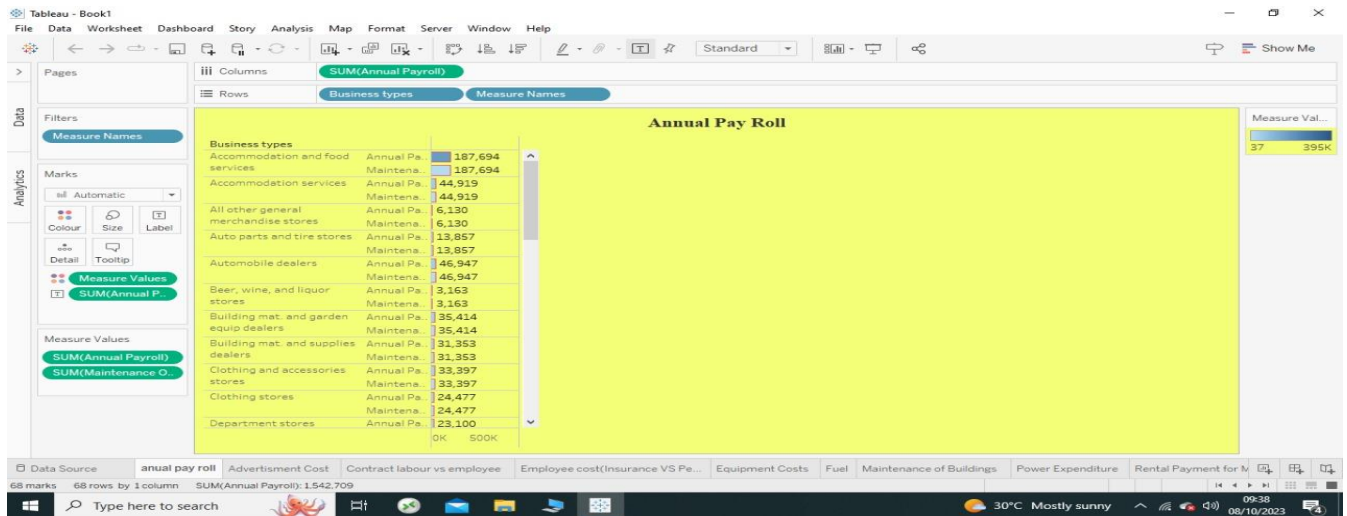 Tableau - Book1
File Data Worksheet Dashboard Story Analysis Map Format Server Window Help
Standard
Show Me
Pages
Columns
SUM(Annual Payroll)
Rows
Business types
Measure Names
Data
Analytics
Filters
Measure Names
Marks
Automatic
Colour Size Label
Detail Tooltip
Measure Values
SUM(Annual P..
Measure Values
SUM(Annual Payroll)
SUM(Maintenance O..
Annual Pay Roll
Business types
Accommodation and food services
Annual Pa.. 187,694
Maintena.. 187,694
Accommodation services
Annual Pa.. 44,919
Maintena.. 44,919
All other general merchandise stores
Annual Pa.. 6,130
Maintena.. 6,130
Auto parts and tire stores
Annual Pa.. 13,857
Maintena.. 13,857
Automobile dealers
Annual Pa.. 46,947
Maintena.. 46,947
Beer, wine, and liquor stores
Annual Pa.. 3,163
Maintena.. 3,163
Building mat. and garden equip dealers
Annual Pa.. 35,414
Maintena.. 35,414
Building mat. and supplies dealers
Annual Pa.. 31,353
Maintena.. 31,353
Clothing and accessories stores
Annual Pa.. 33,397
Maintena.. 33,397
Clothing stores
Annual Pa.. 24,477
Maintena.. 24,477
Department stores
Annual Pa.. 23,100
0K 500K
Measure Val...
37 395K
Data Source anual pay roll Advertisment Cost Contract labour vs employee Employee cost(Insurance VS Pe... Equipment Costs Fuel Maintenance of Buildings Power Expenditure Rental Payment for M
68 marks 68 rows by 1 column SUM(Annual Payroll): 1,542,709
Type here to search
30°C Mostly sunny
09:38
08/10/2023
4